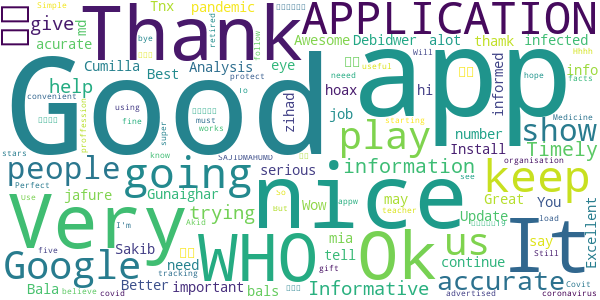 give
Thank
Tnx
pandemic
APPLICATION
Simple
acurate
md
bye
retired
follow
Awesome
Debidwer
alot
thamk
infected
Hhhh
Cumilla
Best
Analysis
eye
protect
Good
app
informed
info
useful
hope
facts
help
zihad
hoax
hi
Will
convenient
using
fine
must
works
super
to
job
number
neeed
Medicine
proffession
stars
know
SAJIDMAHUMD
play
Install
starting
show
people
going
nice
information
Timely
keep
Perfect
jafure
Gunaighar
serious
organisation
Use
I'm
trying
Wow
may
Great
You
see
five
Akid
so
But
appw
teacher
Very
WHO
Ok
us
Update
It
Excellent
Google
Sakib
mia
tell
continue
say
Still
load
need
accurate
Bala
Better
important
bals
Informative
gift
believe
covid
tracking
advertised
Covit
coronavirus